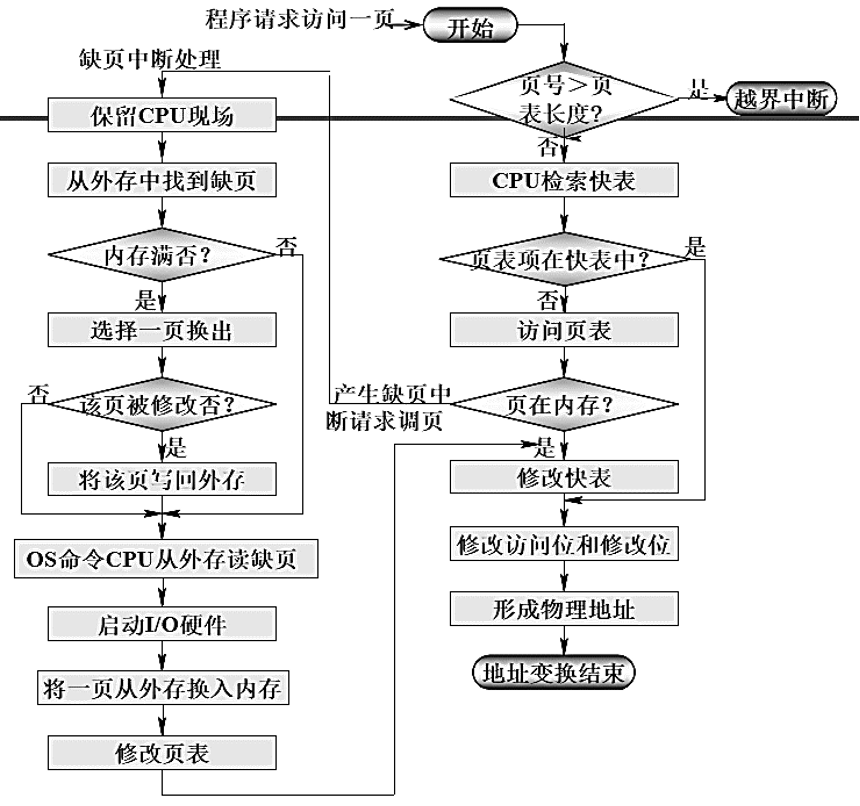 程序请求访问一页
开始
缺页中断处理
保留CPU现场
从外存中找到缺页
内存满否?
否
是
选择一页换出
否
该页被修改否?
是
将该页写回外存
OS命令CPU从外存读缺页
启动I/O硬件
将一页从外存换入内存
修改页表
页号>页
表长度?
是
越界中断
否
CPU检索快表
页表项在快表中?
是
否
访问页表
产生缺页中
断请求调页
页在内存?
是
修改快表
修改访问位和修改位
形成物理地址
地址变换结束